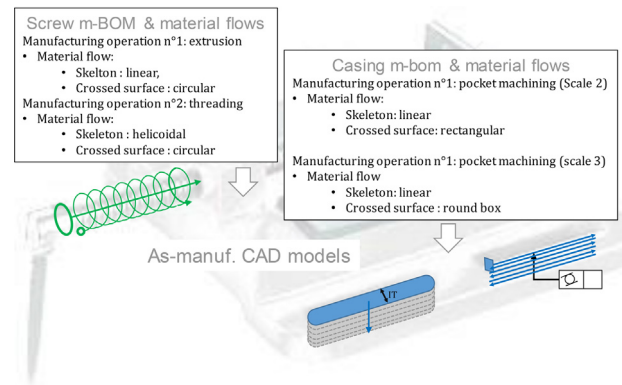 Screw m-BOM & material flows
Manufacturing operation n°1: extrusion
• Material flow:
• Skelton : linear,
• Crossed surface : circular
Manufacturing operation n°2: threading
• Material flow:
• Skeleton : helicoidal
• Crossed surface : circular
Casing m-bom & material flows
Manufacturing operation n°1: pocket machining (Scale 2)
• Material flow:
• Skeleton: linear
• Crossed surface: rectangular
Manufacturing operation n°1: pocket machining (scale 3)
• Material flow
• Skeleton: linear
• Crossed surface : round box
As-manuf. CAD models
IT